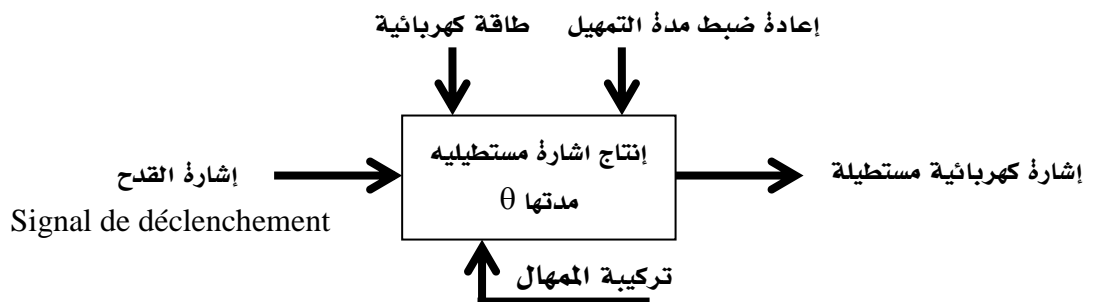 طاقة كهربائية
إعادة ضبط مدة التمهيل
إنتاج اشارة مستطيليه
مدتها θ
إشارة القدح
Signal de déclenchement
إشارة كهربائية مستطيلة
تركيبة الممهال